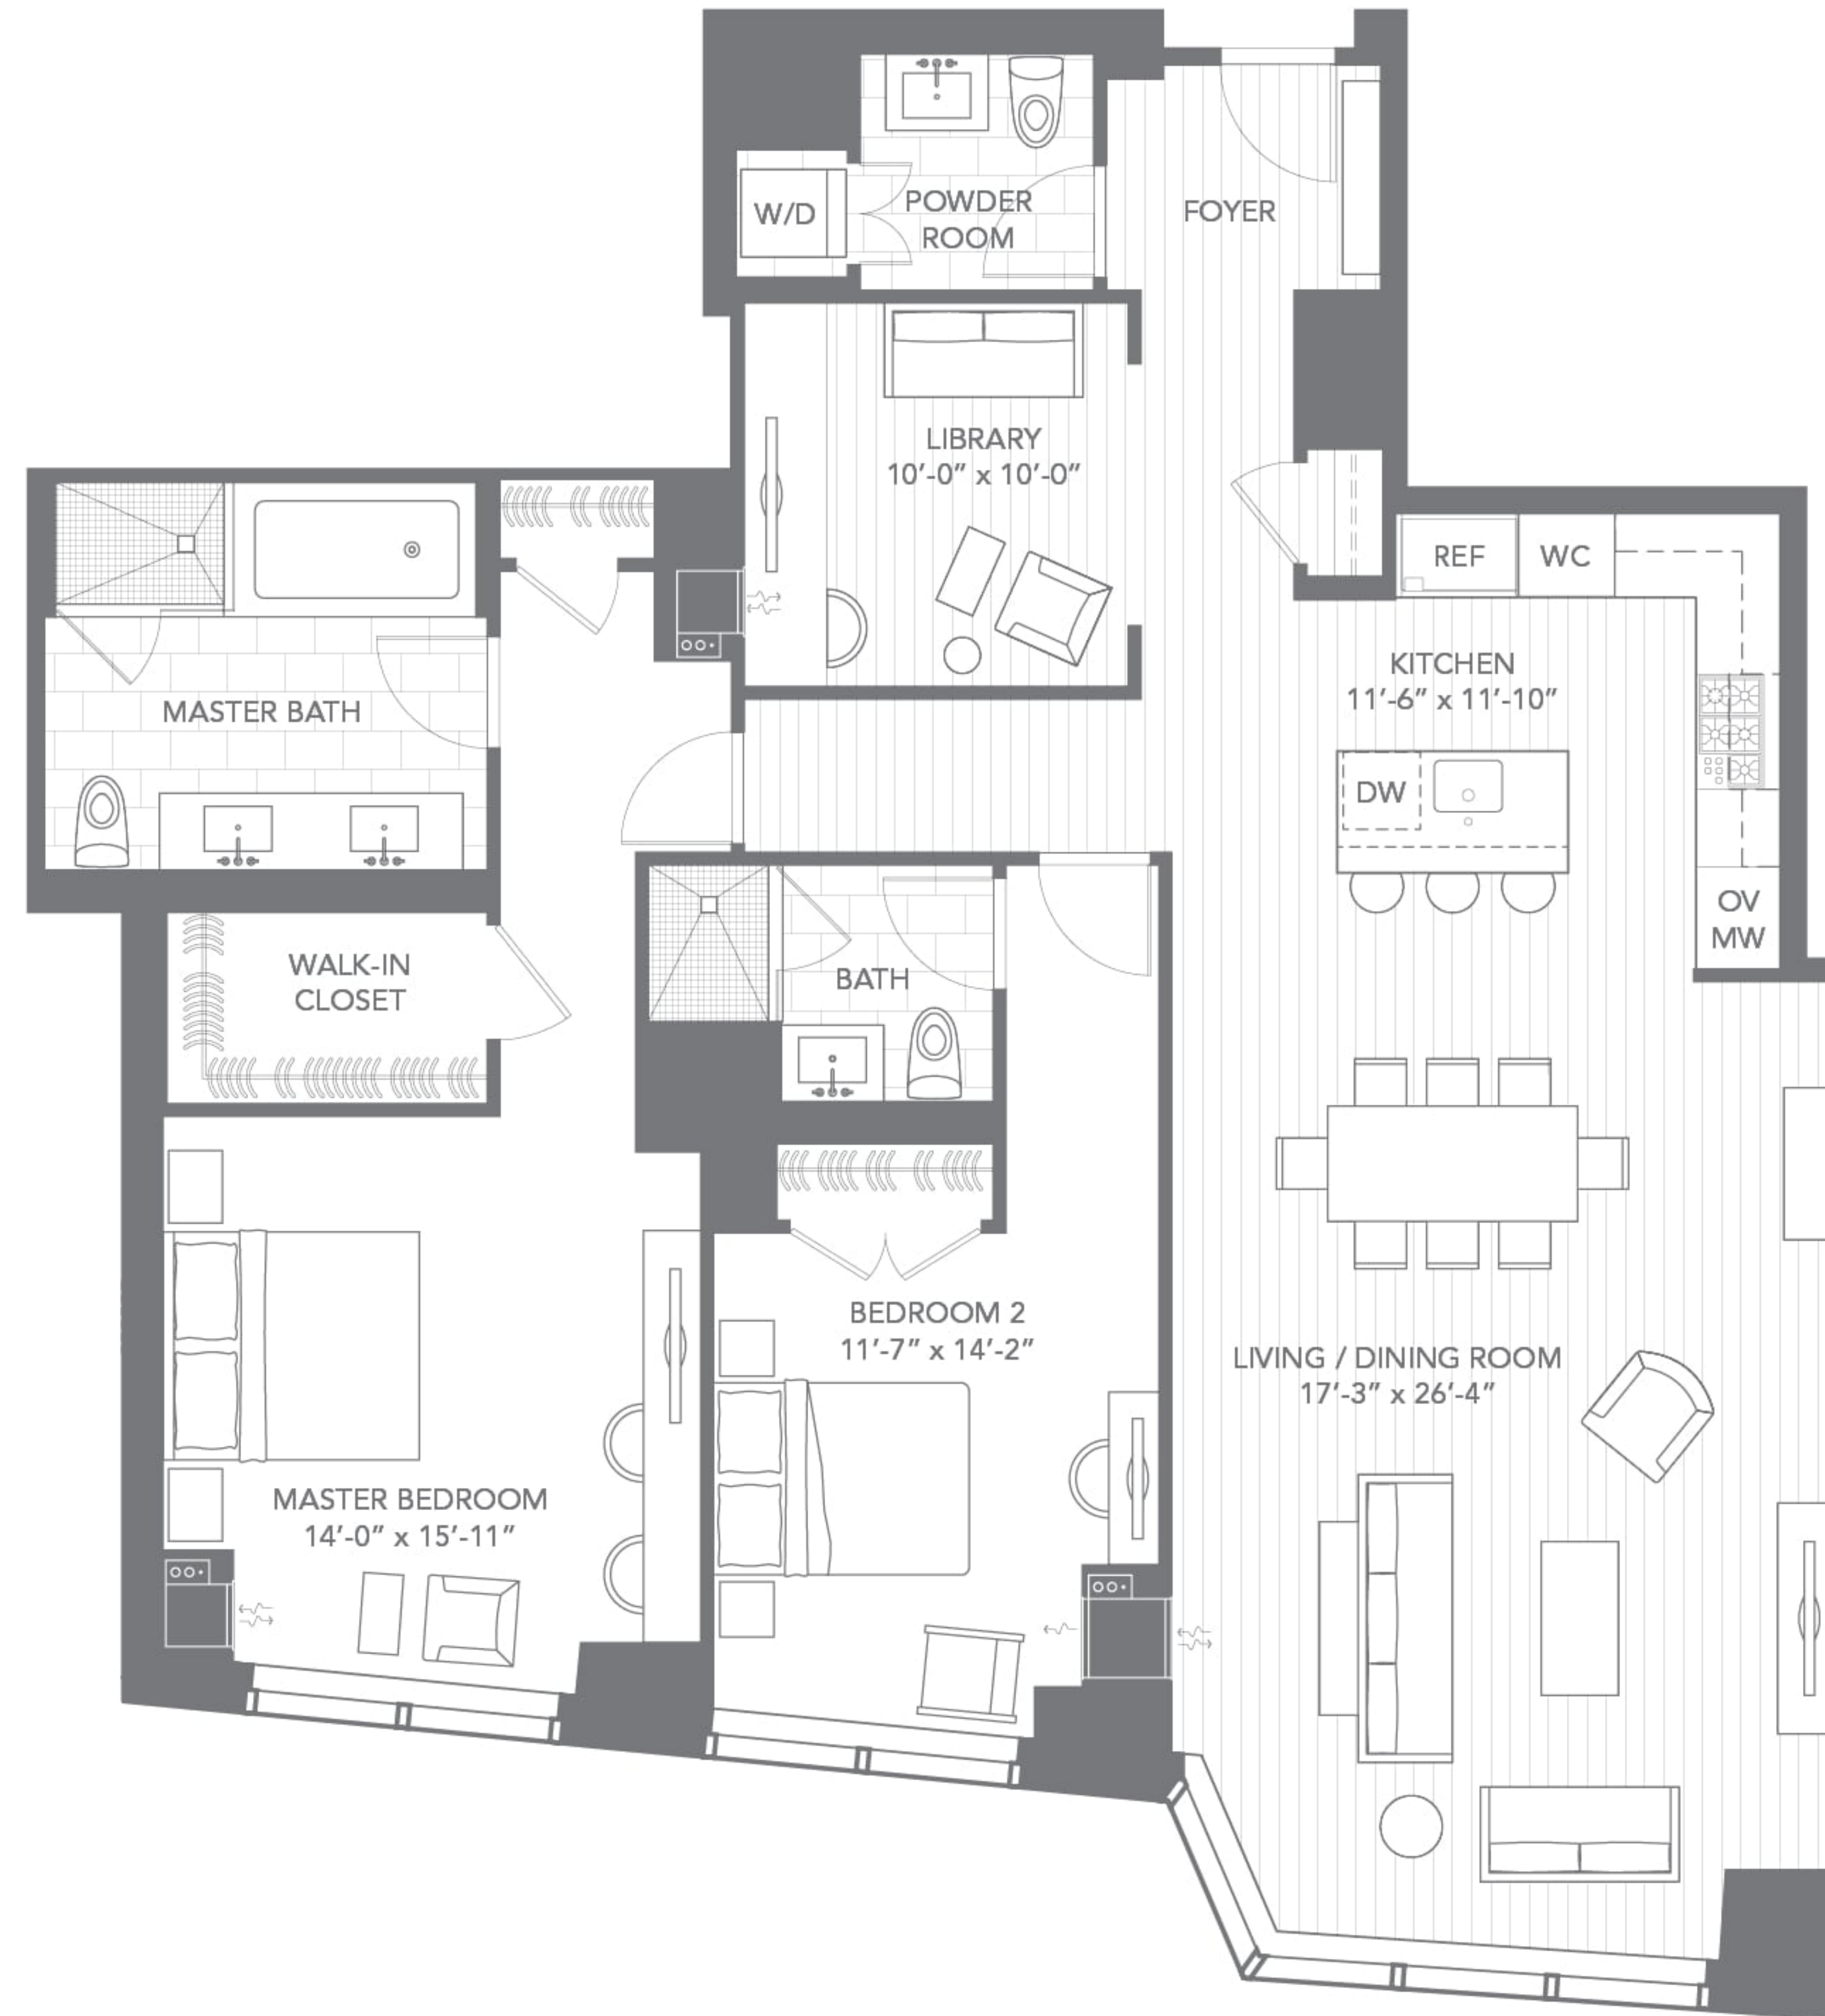 W/D
POWDER
ROOM
FOYER
LIBRARY
10′-0″ x 10′-0″
REF
WC
KITCHEN
11′-6″ x 11′-10″
DW
OV
MW
MASTER BATH
WALK-IN
CLOSET
BATH
BEDROOM 2
11′-7″ x 14′-2″
LIVING / DINING ROOM
17′-3″ x 26′-4″
MASTER BEDROOM
14′-0″ x 15′-11″